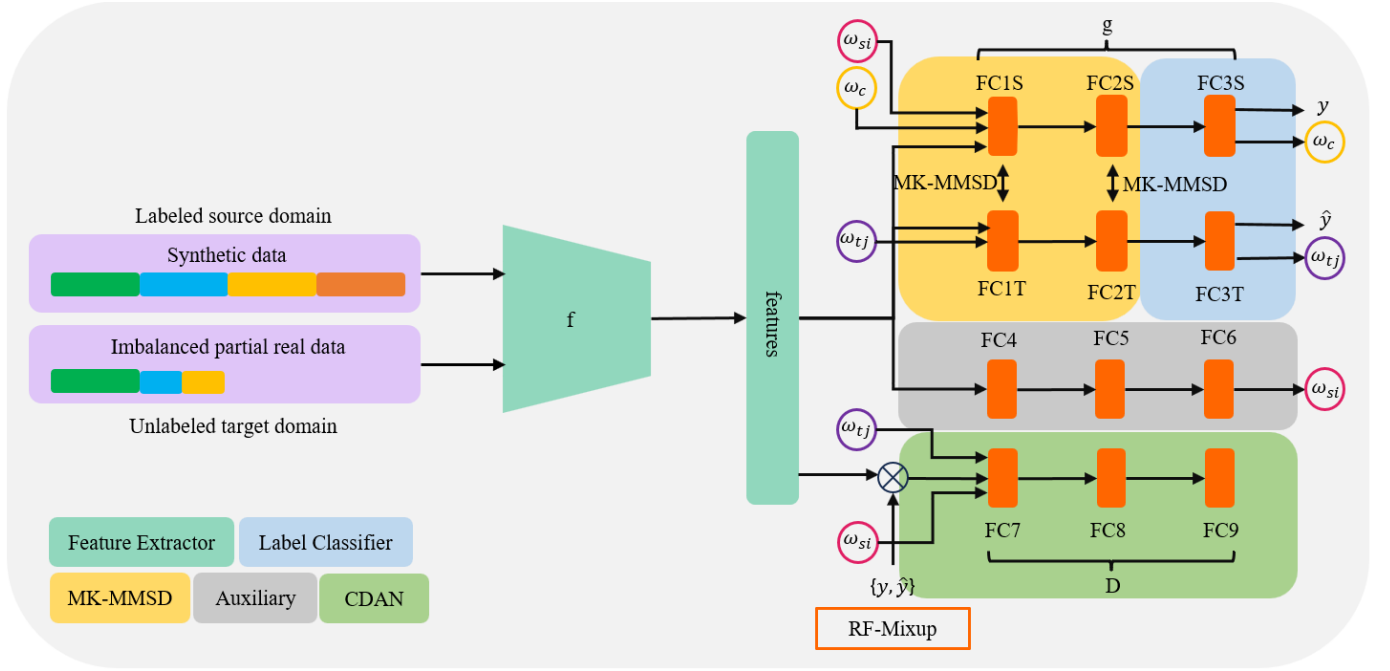 g
ω_si
ω_c
FC1S
FC2S
FC3S
y
ω_c
MK-MMSD
MK-MMSD
ω_tj
ŷ
ω_tj
FC1T
FC2T
FC3T
Labeled source domain
Synthetic data
Imbalanced partial real data
Unlabeled target domain
f
features
FC4
FC5
FC6
ω_si
ω_tj
ω_si
FC7
FC8
FC9
{y, ŷ}
D
RF-Mixup
Feature Extractor
Label Classifier
MK-MMSD
Auxiliary
CDAN